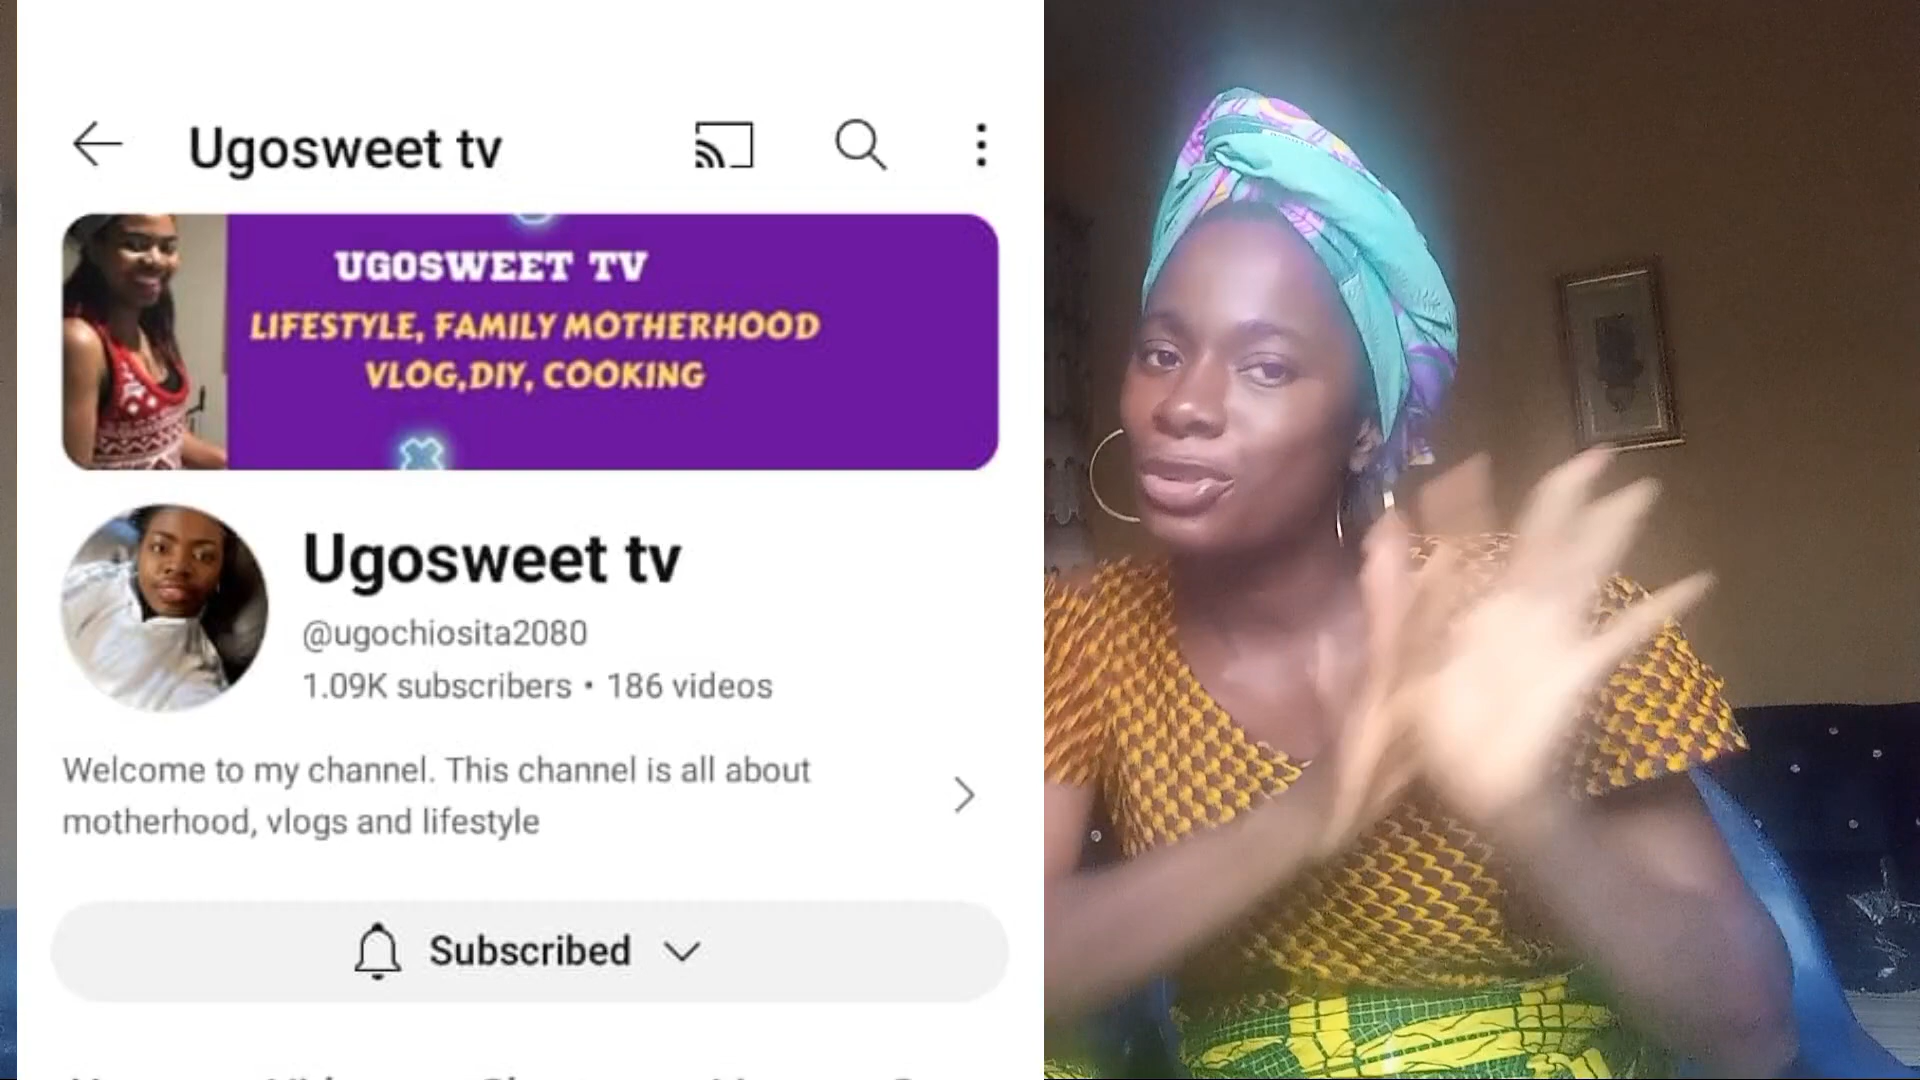 Ugosweet tv
UGOSWEET TV
LIFESTYLE, FAMILY MOTHERHOOD
VLOG,DIY, COOKING
Ugosweet tv
@ugochiosita2080
1.09K subscribers • 186 videos
Welcome to my channel. This channel is all about
motherhood, vlogs and lifestyle
Subscribed